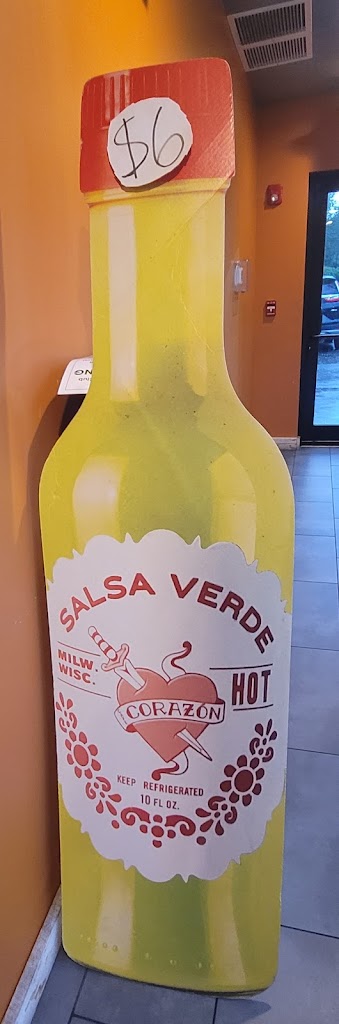 $6
SALSA VERDE
MILW.
WISC.
HOT
CORAZÓN
KEEP REFRIGERATED
10 FL OZ.